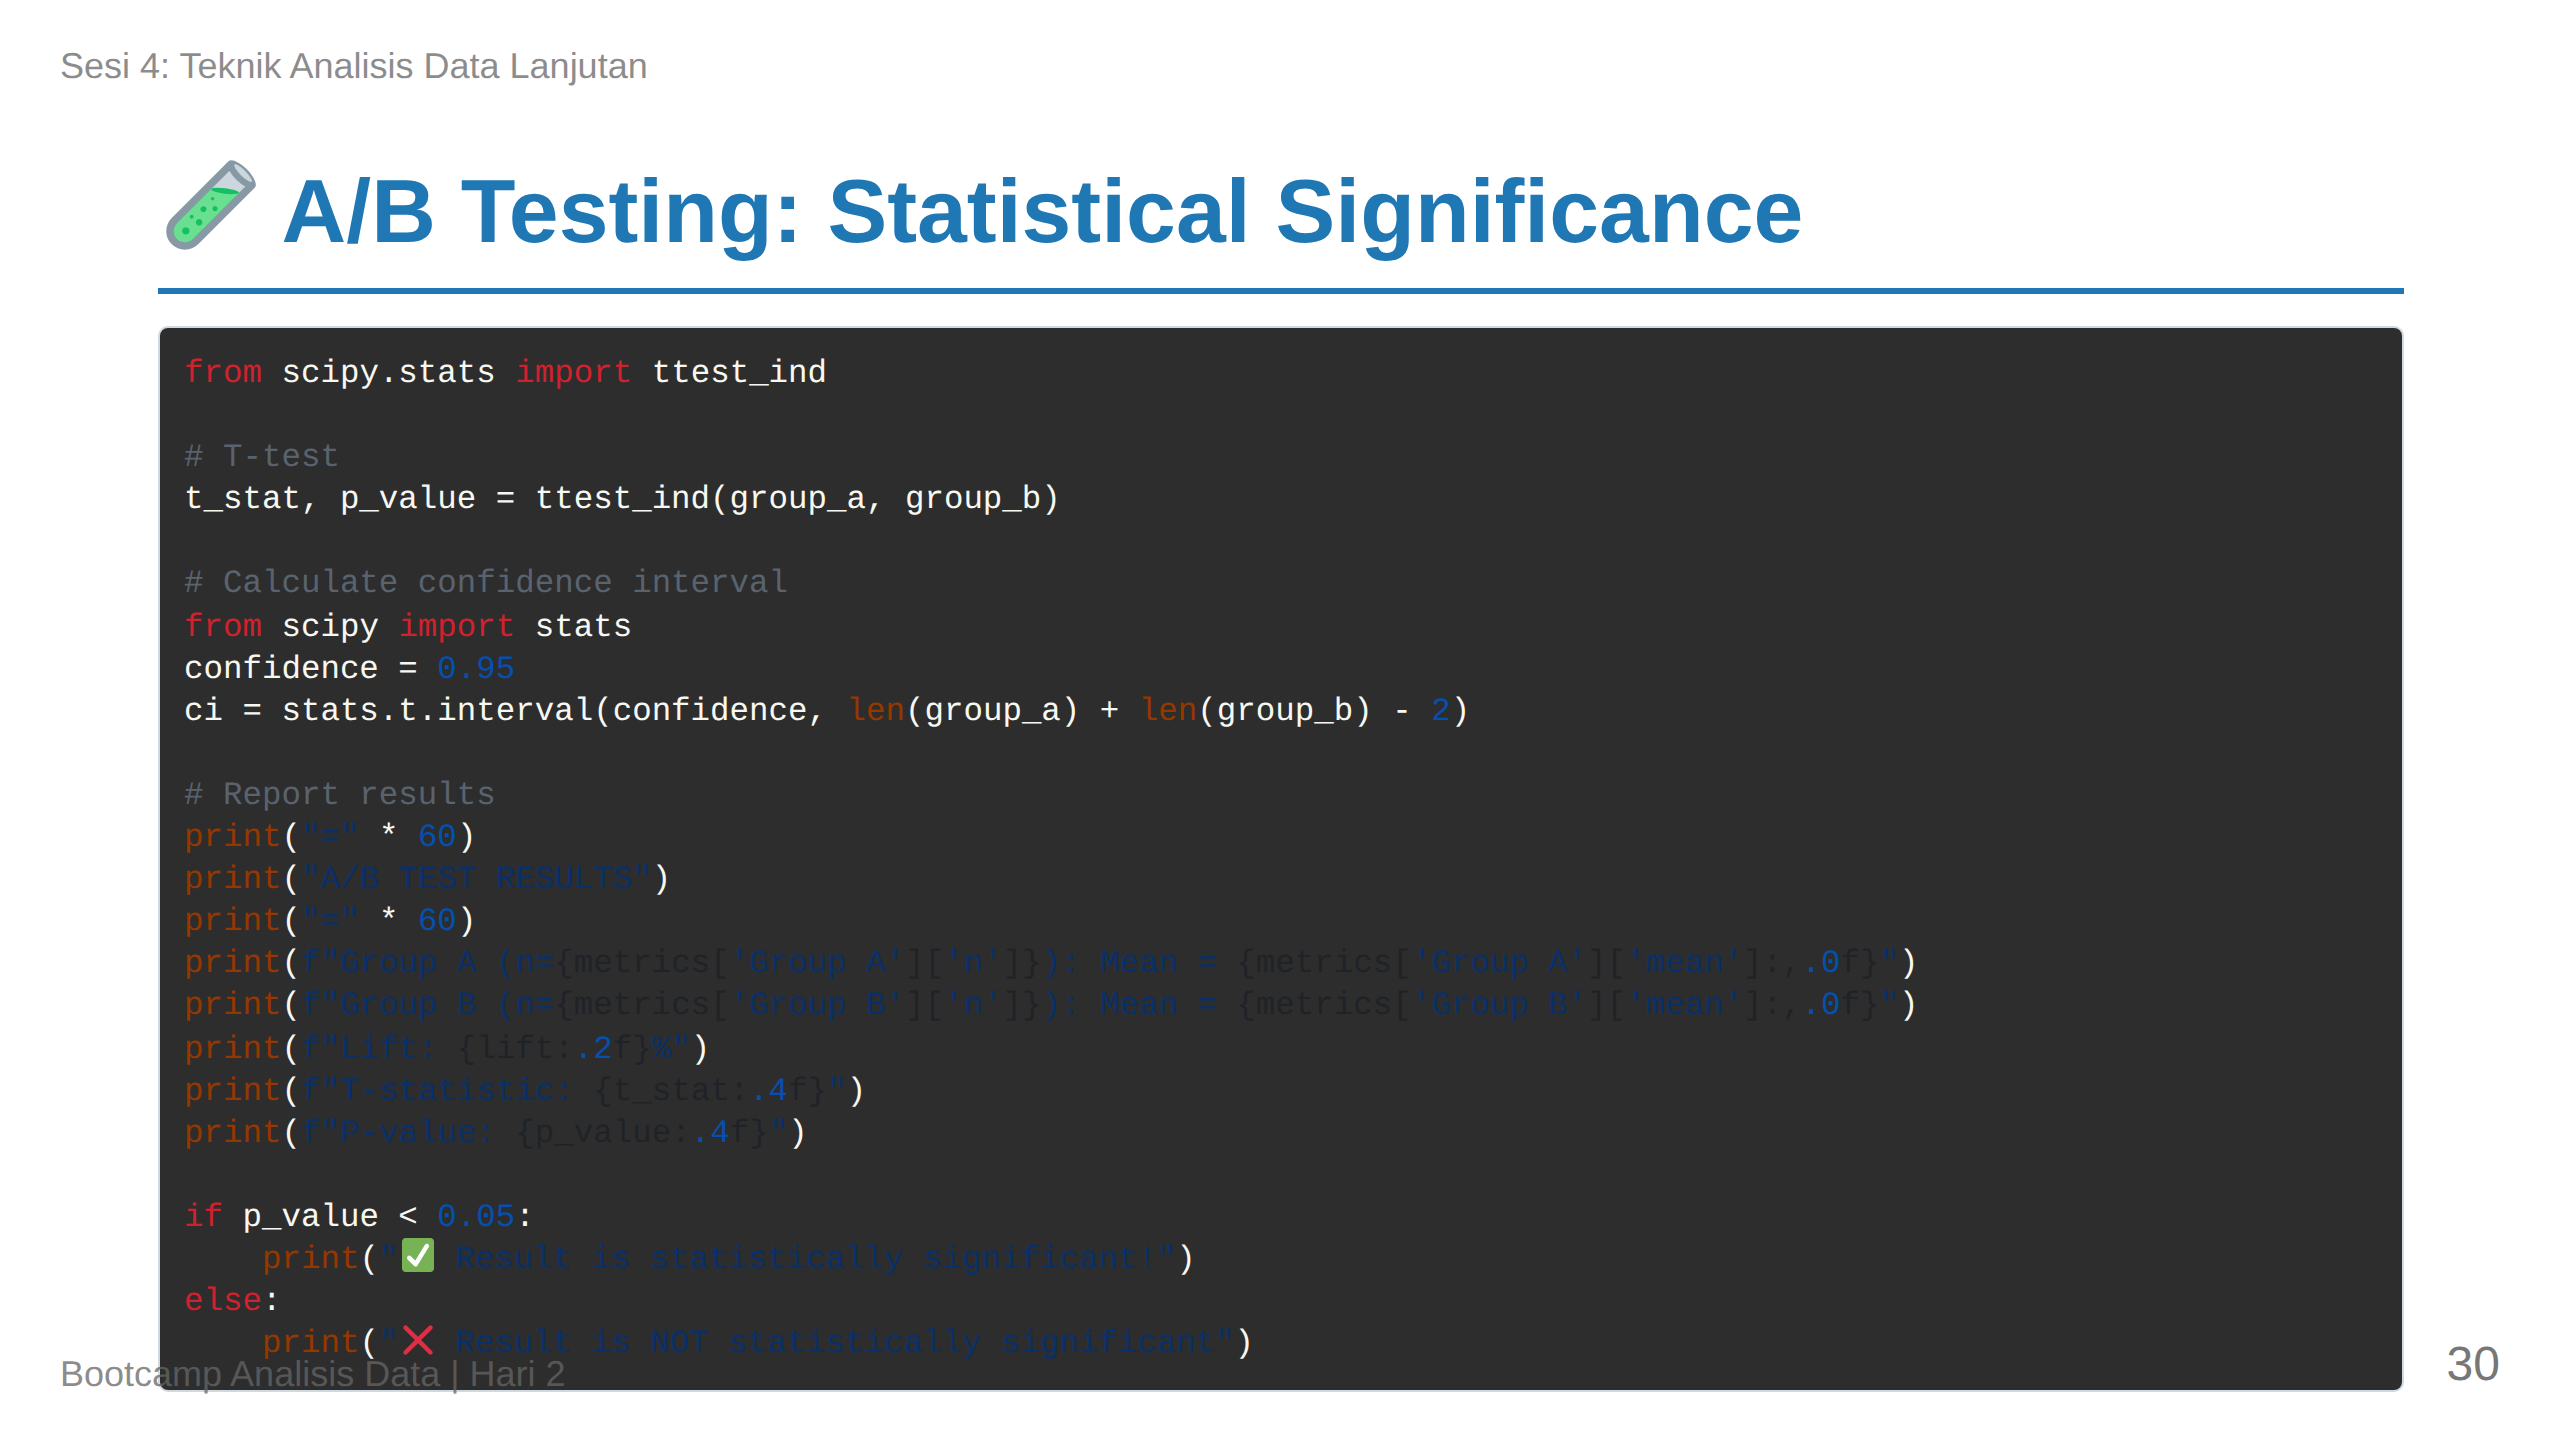 Sesi 4: Teknik Analisis Data Lanjutan
🧪 A/B Testing: Statistical Significance
from scipy.stats import ttest_ind
# T-test
t_stat, p_value = ttest_ind(group_a, group_b)
# Calculate confidence interval
from scipy import stats
confidence = 0.95
ci = stats.t.interval(confidence, len(group_a) + len(group_b) - 2)
# Report results
print("=" * 60)
print("A/B TEST RESULTS")
print("=" * 60)
print(f"Group A (n={metrics['Group A']['n']}): Mean = {metrics['Group A']['mean']:,.0f}")
print(f"Group B (n={metrics['Group B']['n']}): Mean = {metrics['Group B']['mean']:,.0f}")
print(f"Lift: {lift:.2f}%")
print(f"T-statistic: {t_stat:.4f}")
print(f"P-value: {p_value:.4f}")
if p_value < 0.05:
    print("✅ Result is statistically significant!")
else:
    print("❌ Result is NOT statistically significant")
Bootcamp Analisis Data | Hari 2
30